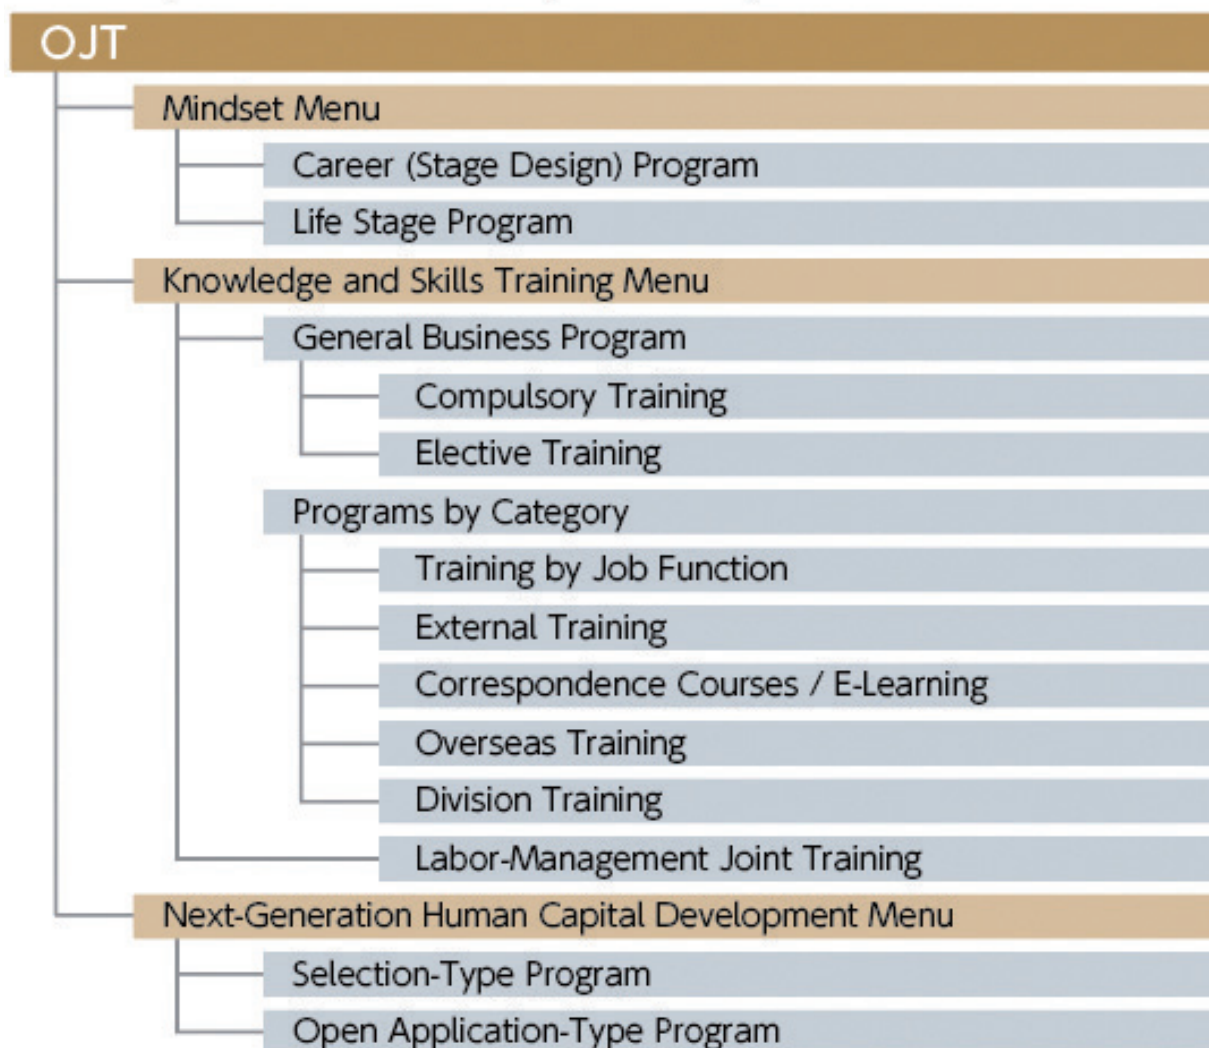 OJT
Mindset Menu
Career (Stage Design) Program
Life Stage Program
Knowledge and Skills Training Menu
General Business Program
Compulsory Training
Elective Training
Programs by Category
Training by Job Function
External Training
Correspondence Courses / E-Learning
Overseas Training
Division Training
Labor-Management Joint Training
Next-Generation Human Capital Development Menu
Selection-Type Program
Open Application-Type Program